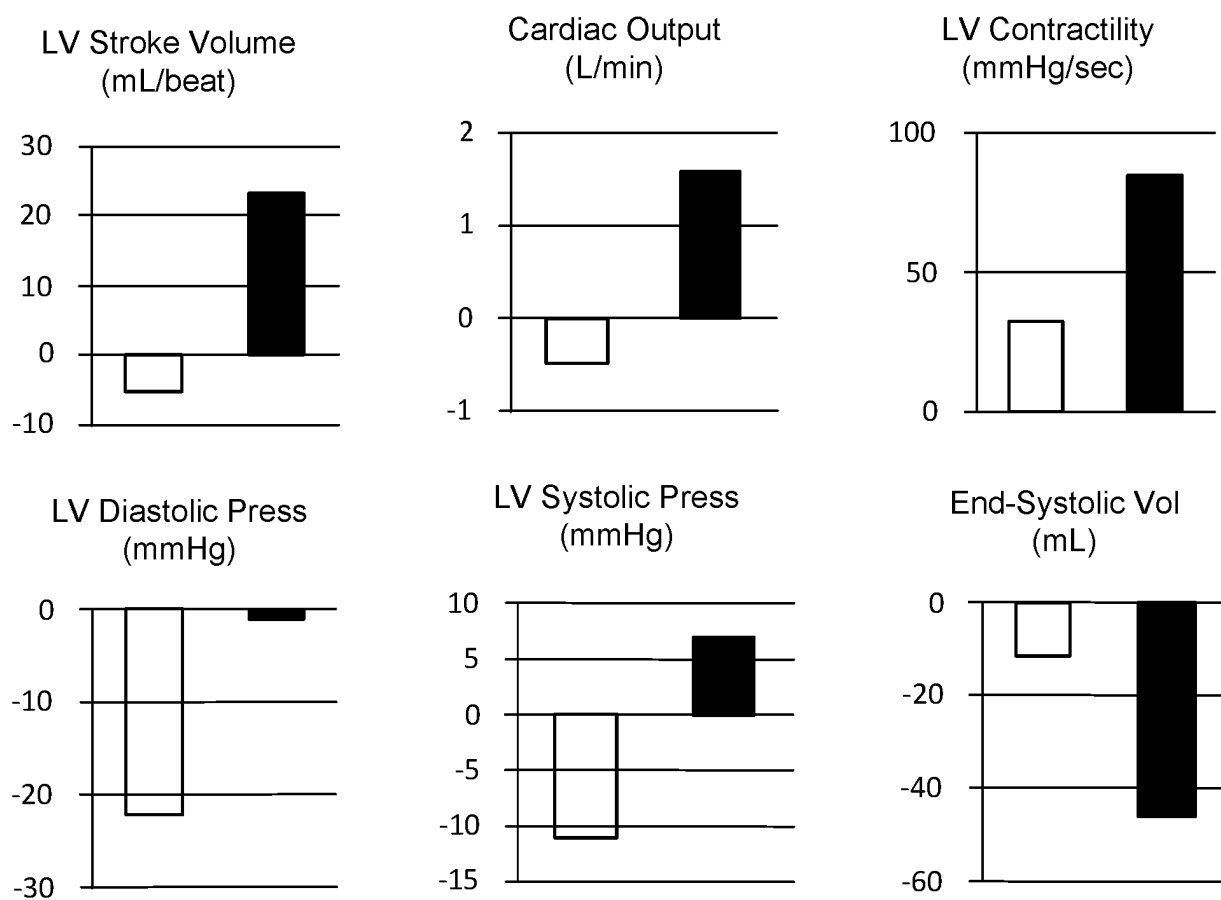 LV Stroke Volume
(mL/beat)
30
20
10
0
-10
Cardiac Output
(L/min)
2
1
0
-1
LV Contractility
(mmHg/sec)
100
50
0
LV Diastolic Press
(mmHg)
0
-10
-20
-30
LV Systolic Press
(mmHg)
10
5
0
-5
-10
-15
End-Systolic Vol
(mL)
0
-20
-40
-60